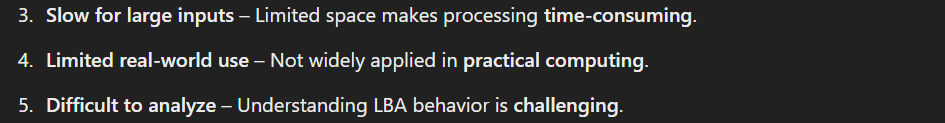 3. Slow for large inputs – Limited space makes processing time-consuming.
4. Limited real-world use – Not widely applied in practical computing.
5. Difficult to analyze – Understanding LBA behavior is challenging.